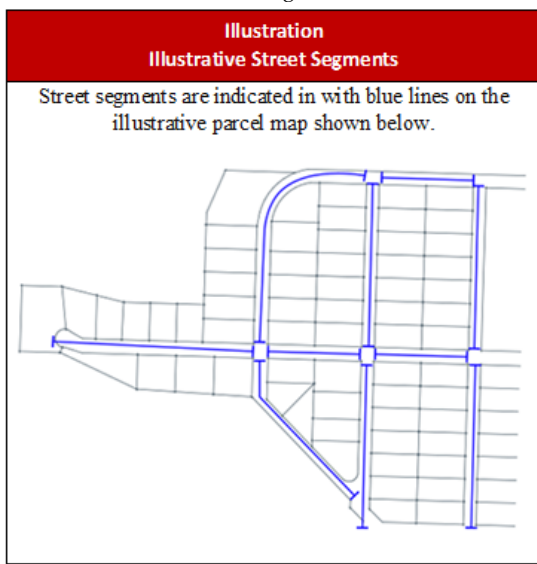 Illustration
Illustrative Street Segments
Street segments are indicated in with blue lines on the
illustrative parcel map shown below.